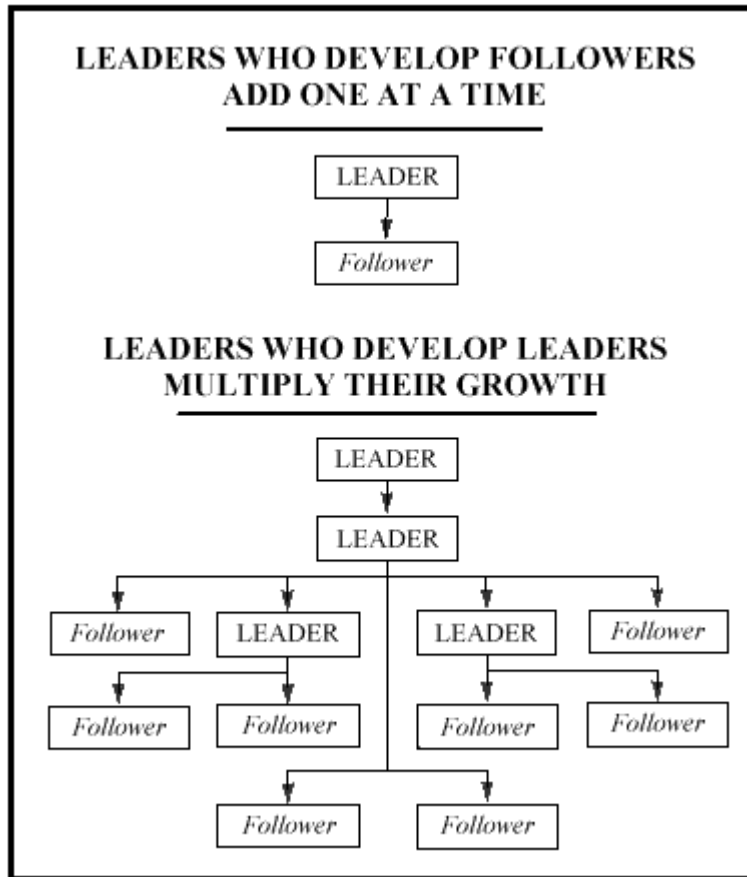 LEADERS WHO DEVELOP FOLLOWERS
ADD ONE AT A TIME
LEADER
Follower
LEADERS WHO DEVELOP LEADERS
MULTIPLY THEIR GROWTH
LEADER
LEADER
Follower LEADER LEADER Follower
Follower Follower Follower Follower
Follower Follower